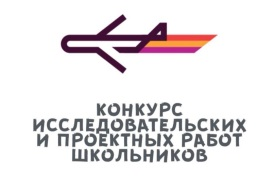 КОНКУРС
ИССЛЕДОВАТЕЛЬСКИХ
И ПРОЕКТНЫХ РАБОТ
ШКОЛЬНИКОВ